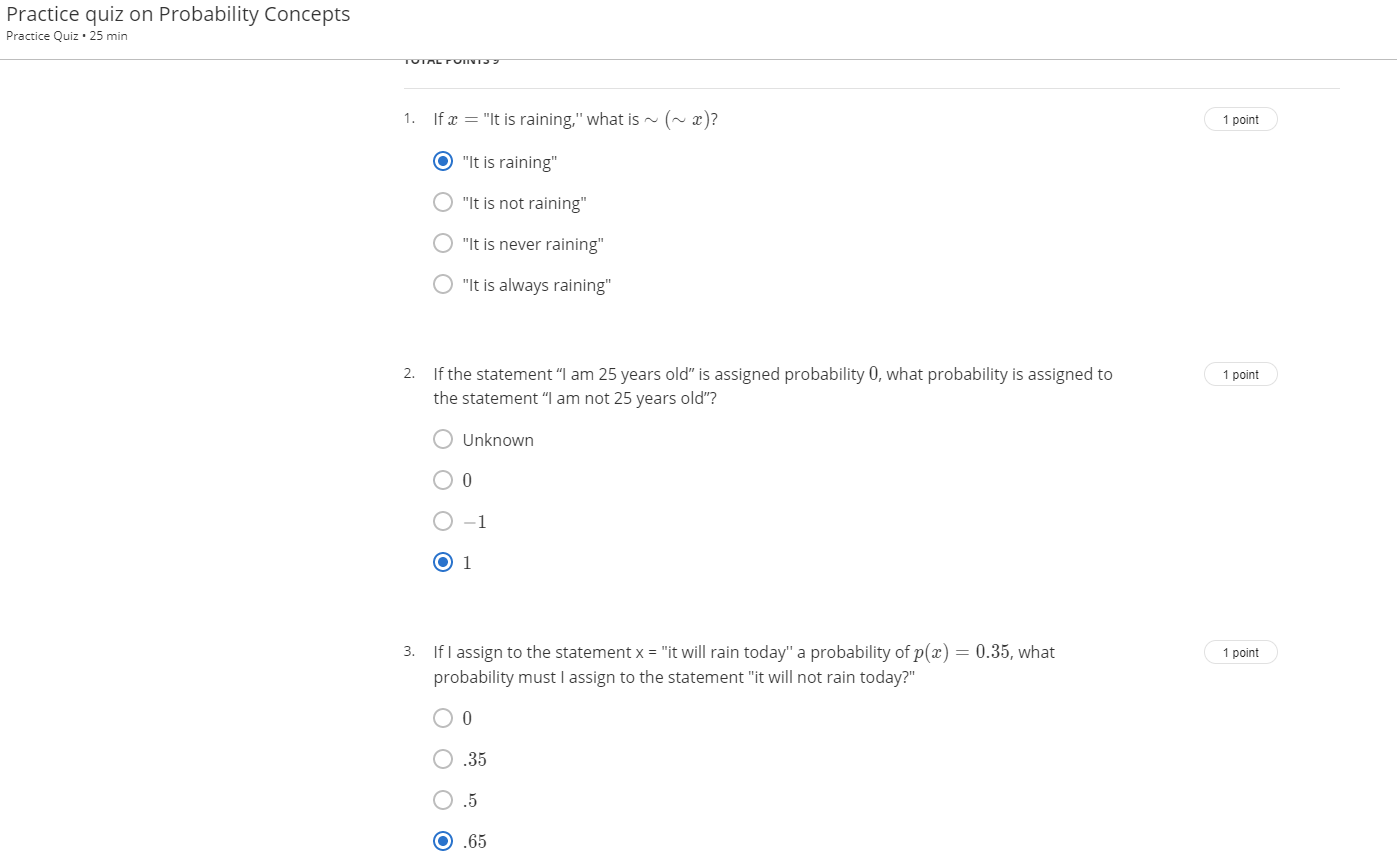 Practice quiz on Probability Concepts
Practice Quiz • 25 min
TOTAL POINTS 9
1. If x = "It is raining," what is ∼ (∼ x)?
1 point
"It is raining"
"It is not raining"
"It is never raining"
"It is always raining"
2. If the statement “I am 25 years old” is assigned probability 0, what probability is assigned to
the statement “I am not 25 years old”?
1 point
Unknown
0
−1
1
3. If I assign to the statement x = "it will rain today" a probability of p(x) = 0.35, what
probability must I assign to the statement "it will not rain today?"
1 point
0
.35
.5
.65